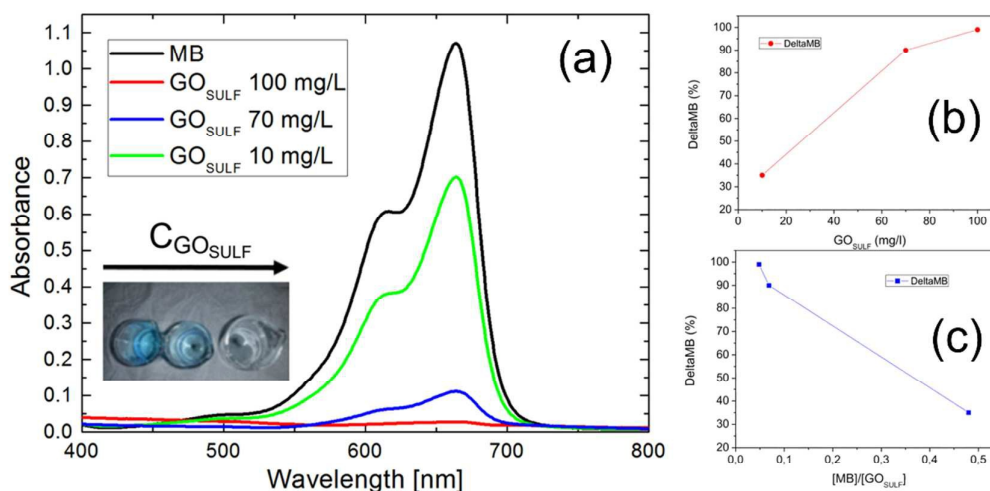 1.1
1.0
0.9
0.8
0.7
0.6
0.5
0.4
0.3
0.2
0.1
0.0
Absorbance
MB
GO_SULF 100 mg/L
GO_SULF 70 mg/L
GO_SULF 10 mg/L
(a)
C_GO_SULF
400 500 600 700 800
Wavelength [nm]
100
90
80
70
60
50
40
30
20
DeltaMB (%)
DeltaMB
(b)
0 20 40 60 80 100
GO_SULF (mg/l)
100
90
80
70
60
50
40
30
20
DeltaMB (%)
DeltaMB
(c)
0,0 0,1 0,2 0,3 0,4 0,5
[MB]/[GO_SULF]